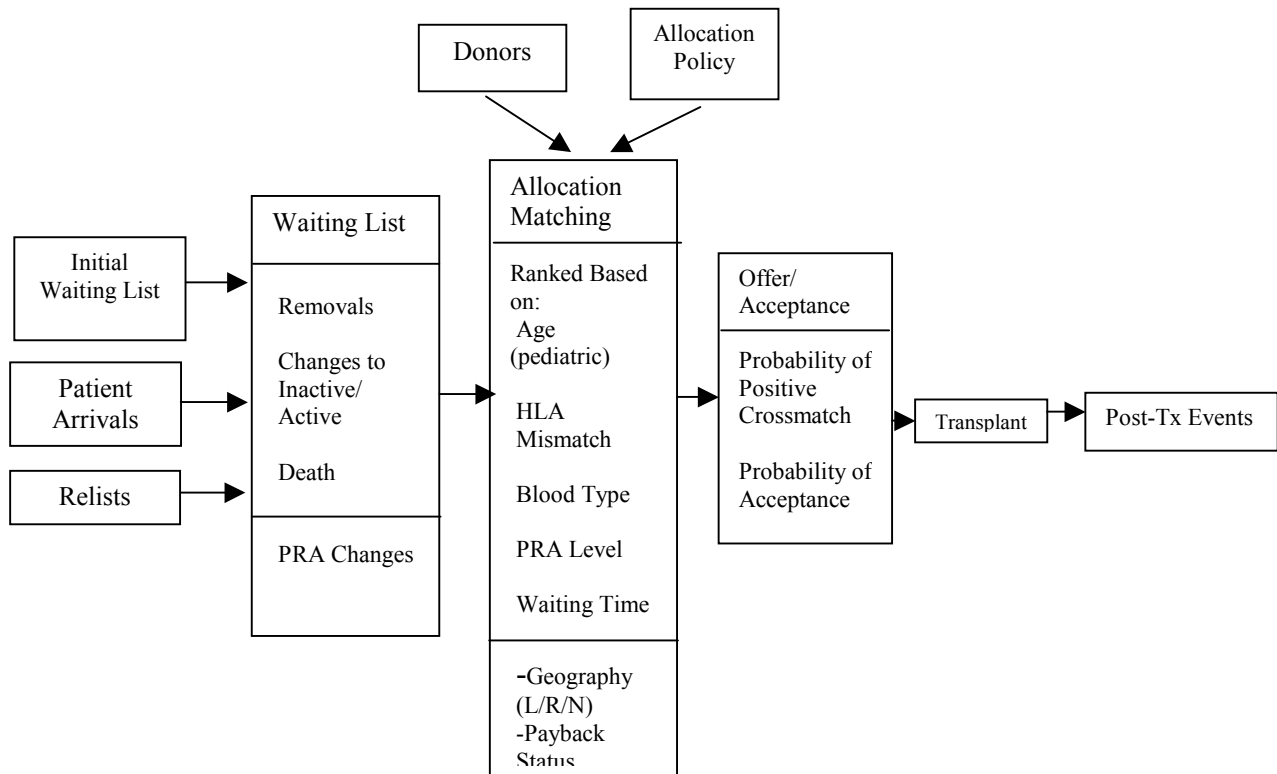 Donors
Allocation
Policy
Initial
Waiting List
Patient
Arrivals
Relists
Waiting List
Removals
Changes to
Inactive/
Active
Death
PRA Changes
Allocation
Matching
Ranked Based
on:
Age
(pediatric)
HLA
Mismatch
Blood Type
PRA Level
Waiting Time
-Geography
(L/R/N)
-Payback
Status
Offer/
Acceptance
Probability of
Positive
Crossmatch
Probability of
Acceptance
Transplant
Post-Tx Events